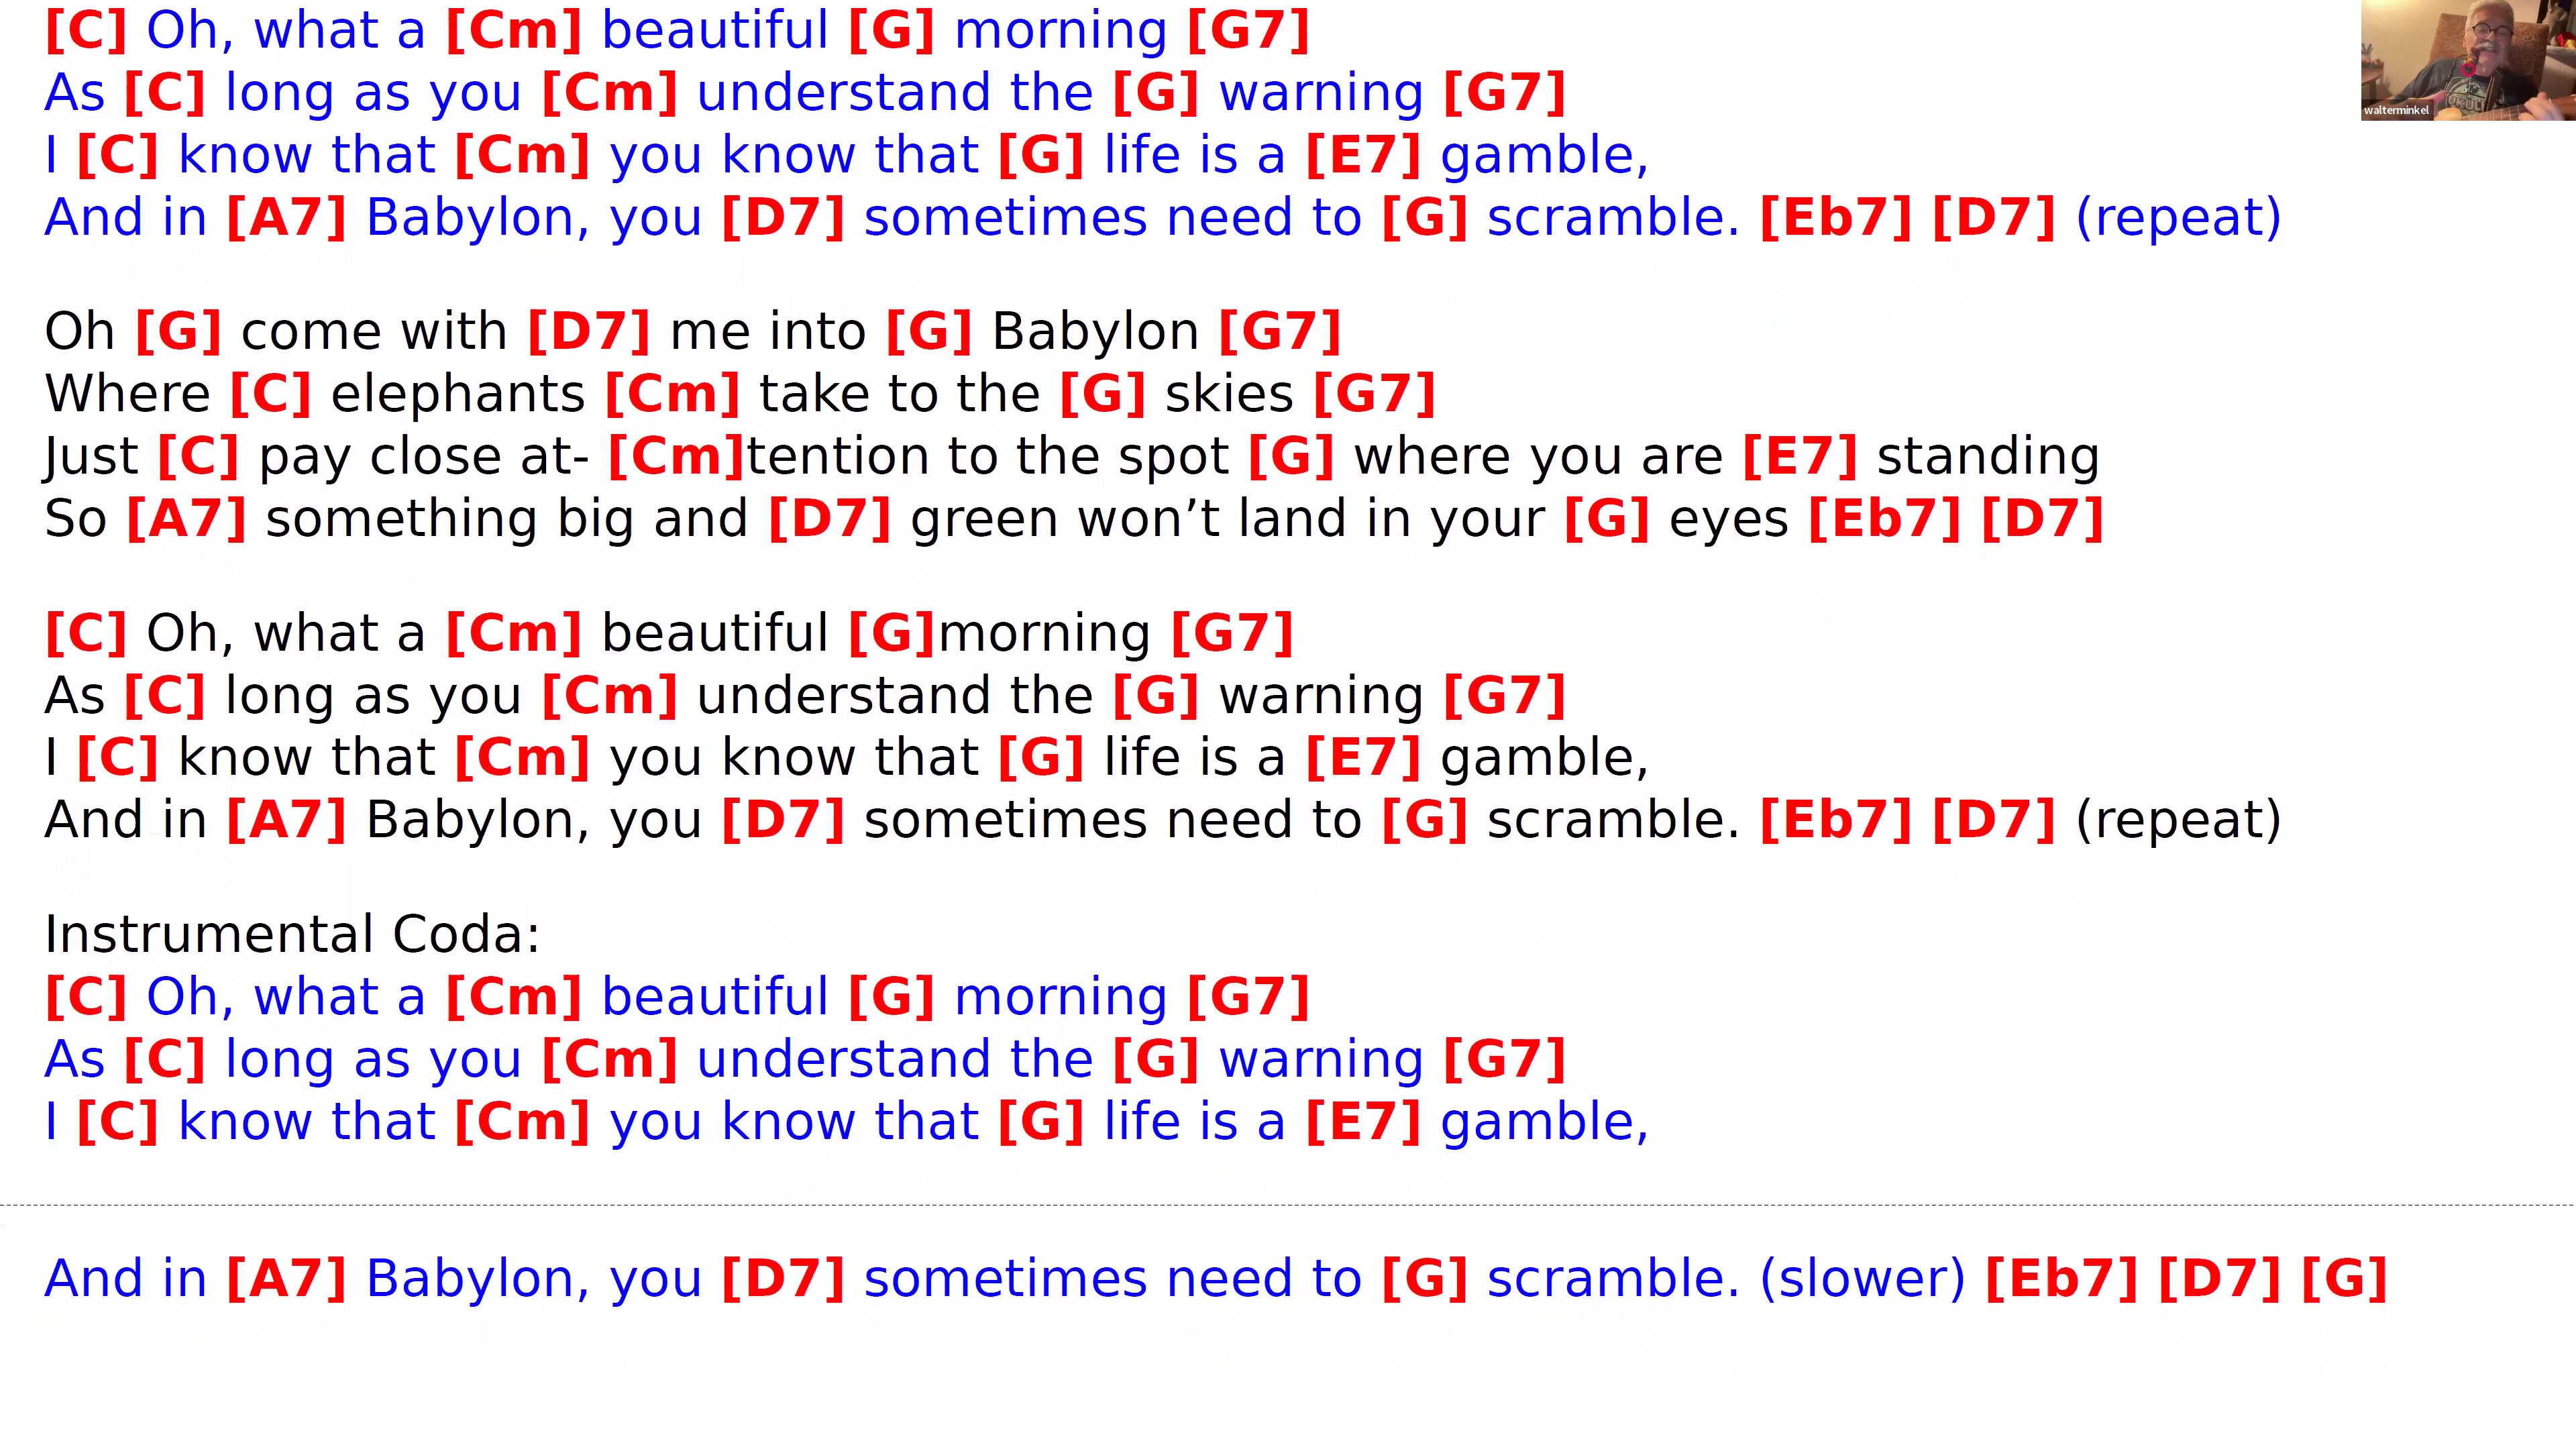 [C] Oh, what a [Cm] beautiful [G] morning [G7]
As [C] long as you [Cm] understand the [G] warning [G7]
I [C] know that [Cm] you know that [G] life is a [E7] gamble,
And in [A7] Babylon, you [D7] sometimes need to [G] scramble. [Eb7] [D7] (repeat)
Oh [G] come with [D7] me into [G] Babylon [G7]
Where [C] elephants [Cm] take to the [G] skies [G7]
Just [C] pay close at- [Cm]tention to the spot [G] where you are [E7] standing
So [A7] something big and [D7] green won’t land in your [G] eyes [Eb7] [D7]
[C] Oh, what a [Cm] beautiful [G]morning [G7]
As [C] long as you [Cm] understand the [G] warning [G7]
I [C] know that [Cm] you know that [G] life is a [E7] gamble,
And in [A7] Babylon, you [D7] sometimes need to [G] scramble. [Eb7] [D7] (repeat)
Instrumental Coda:
[C] Oh, what a [Cm] beautiful [G] morning [G7]
As [C] long as you [Cm] understand the [G] warning [G7]
I [C] know that [Cm] you know that [G] life is a [E7] gamble,
And in [A7] Babylon, you [D7] sometimes need to [G] scramble. (slower) [Eb7] [D7] [G]
walterminkel